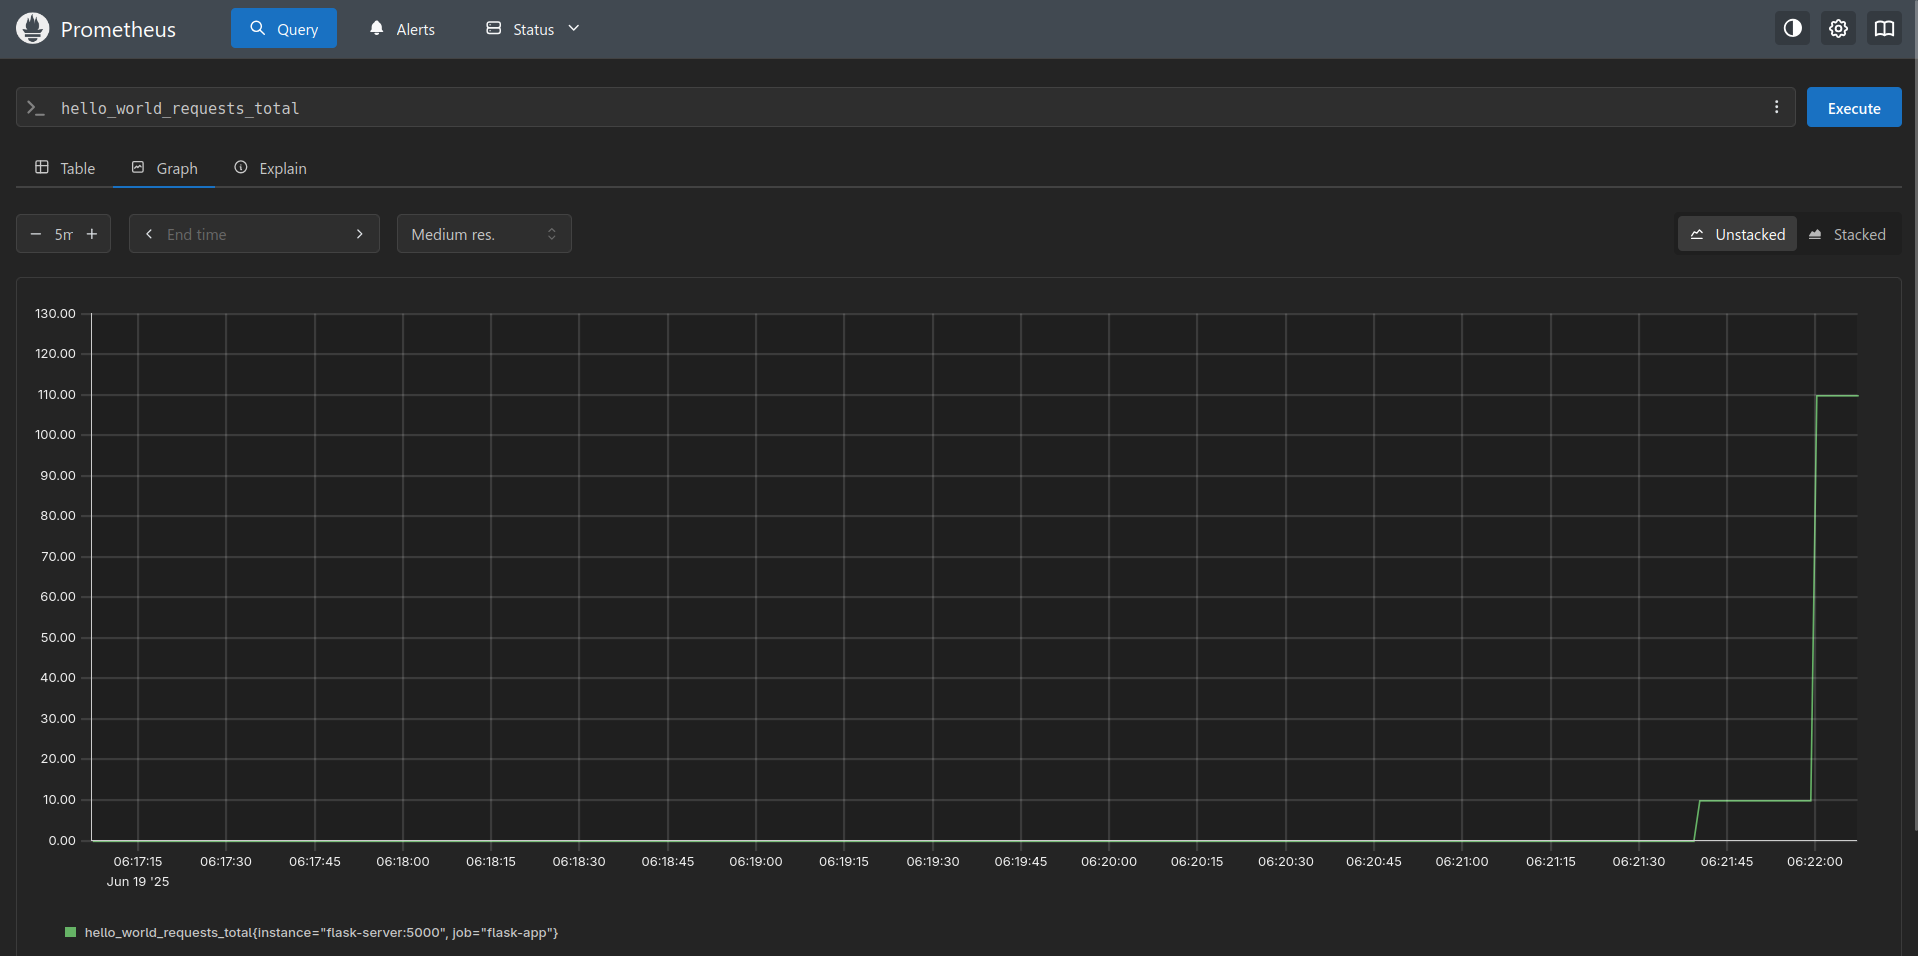 Prometheus Query Alerts Status
>_ hello_world_requests_total Execute
Table Graph Explain
− 5m + End time Medium res. Unstacked Stacked
130.00
120.00
110.00
100.00
90.00
80.00
70.00
60.00
50.00
40.00
30.00
20.00
10.00
0.00
06:17:15 06:17:30 06:17:45 06:18:00 06:18:15 06:18:30 06:18:45 06:19:00 06:19:15 06:19:30 06:19:45 06:20:00 06:20:15 06:20:30 06:20:45 06:21:00 06:21:15 06:21:30 06:21:45 06:22:00
Jun 19 '25
hello_world_requests_total{instance="flask-server:5000", job="flask-app"}